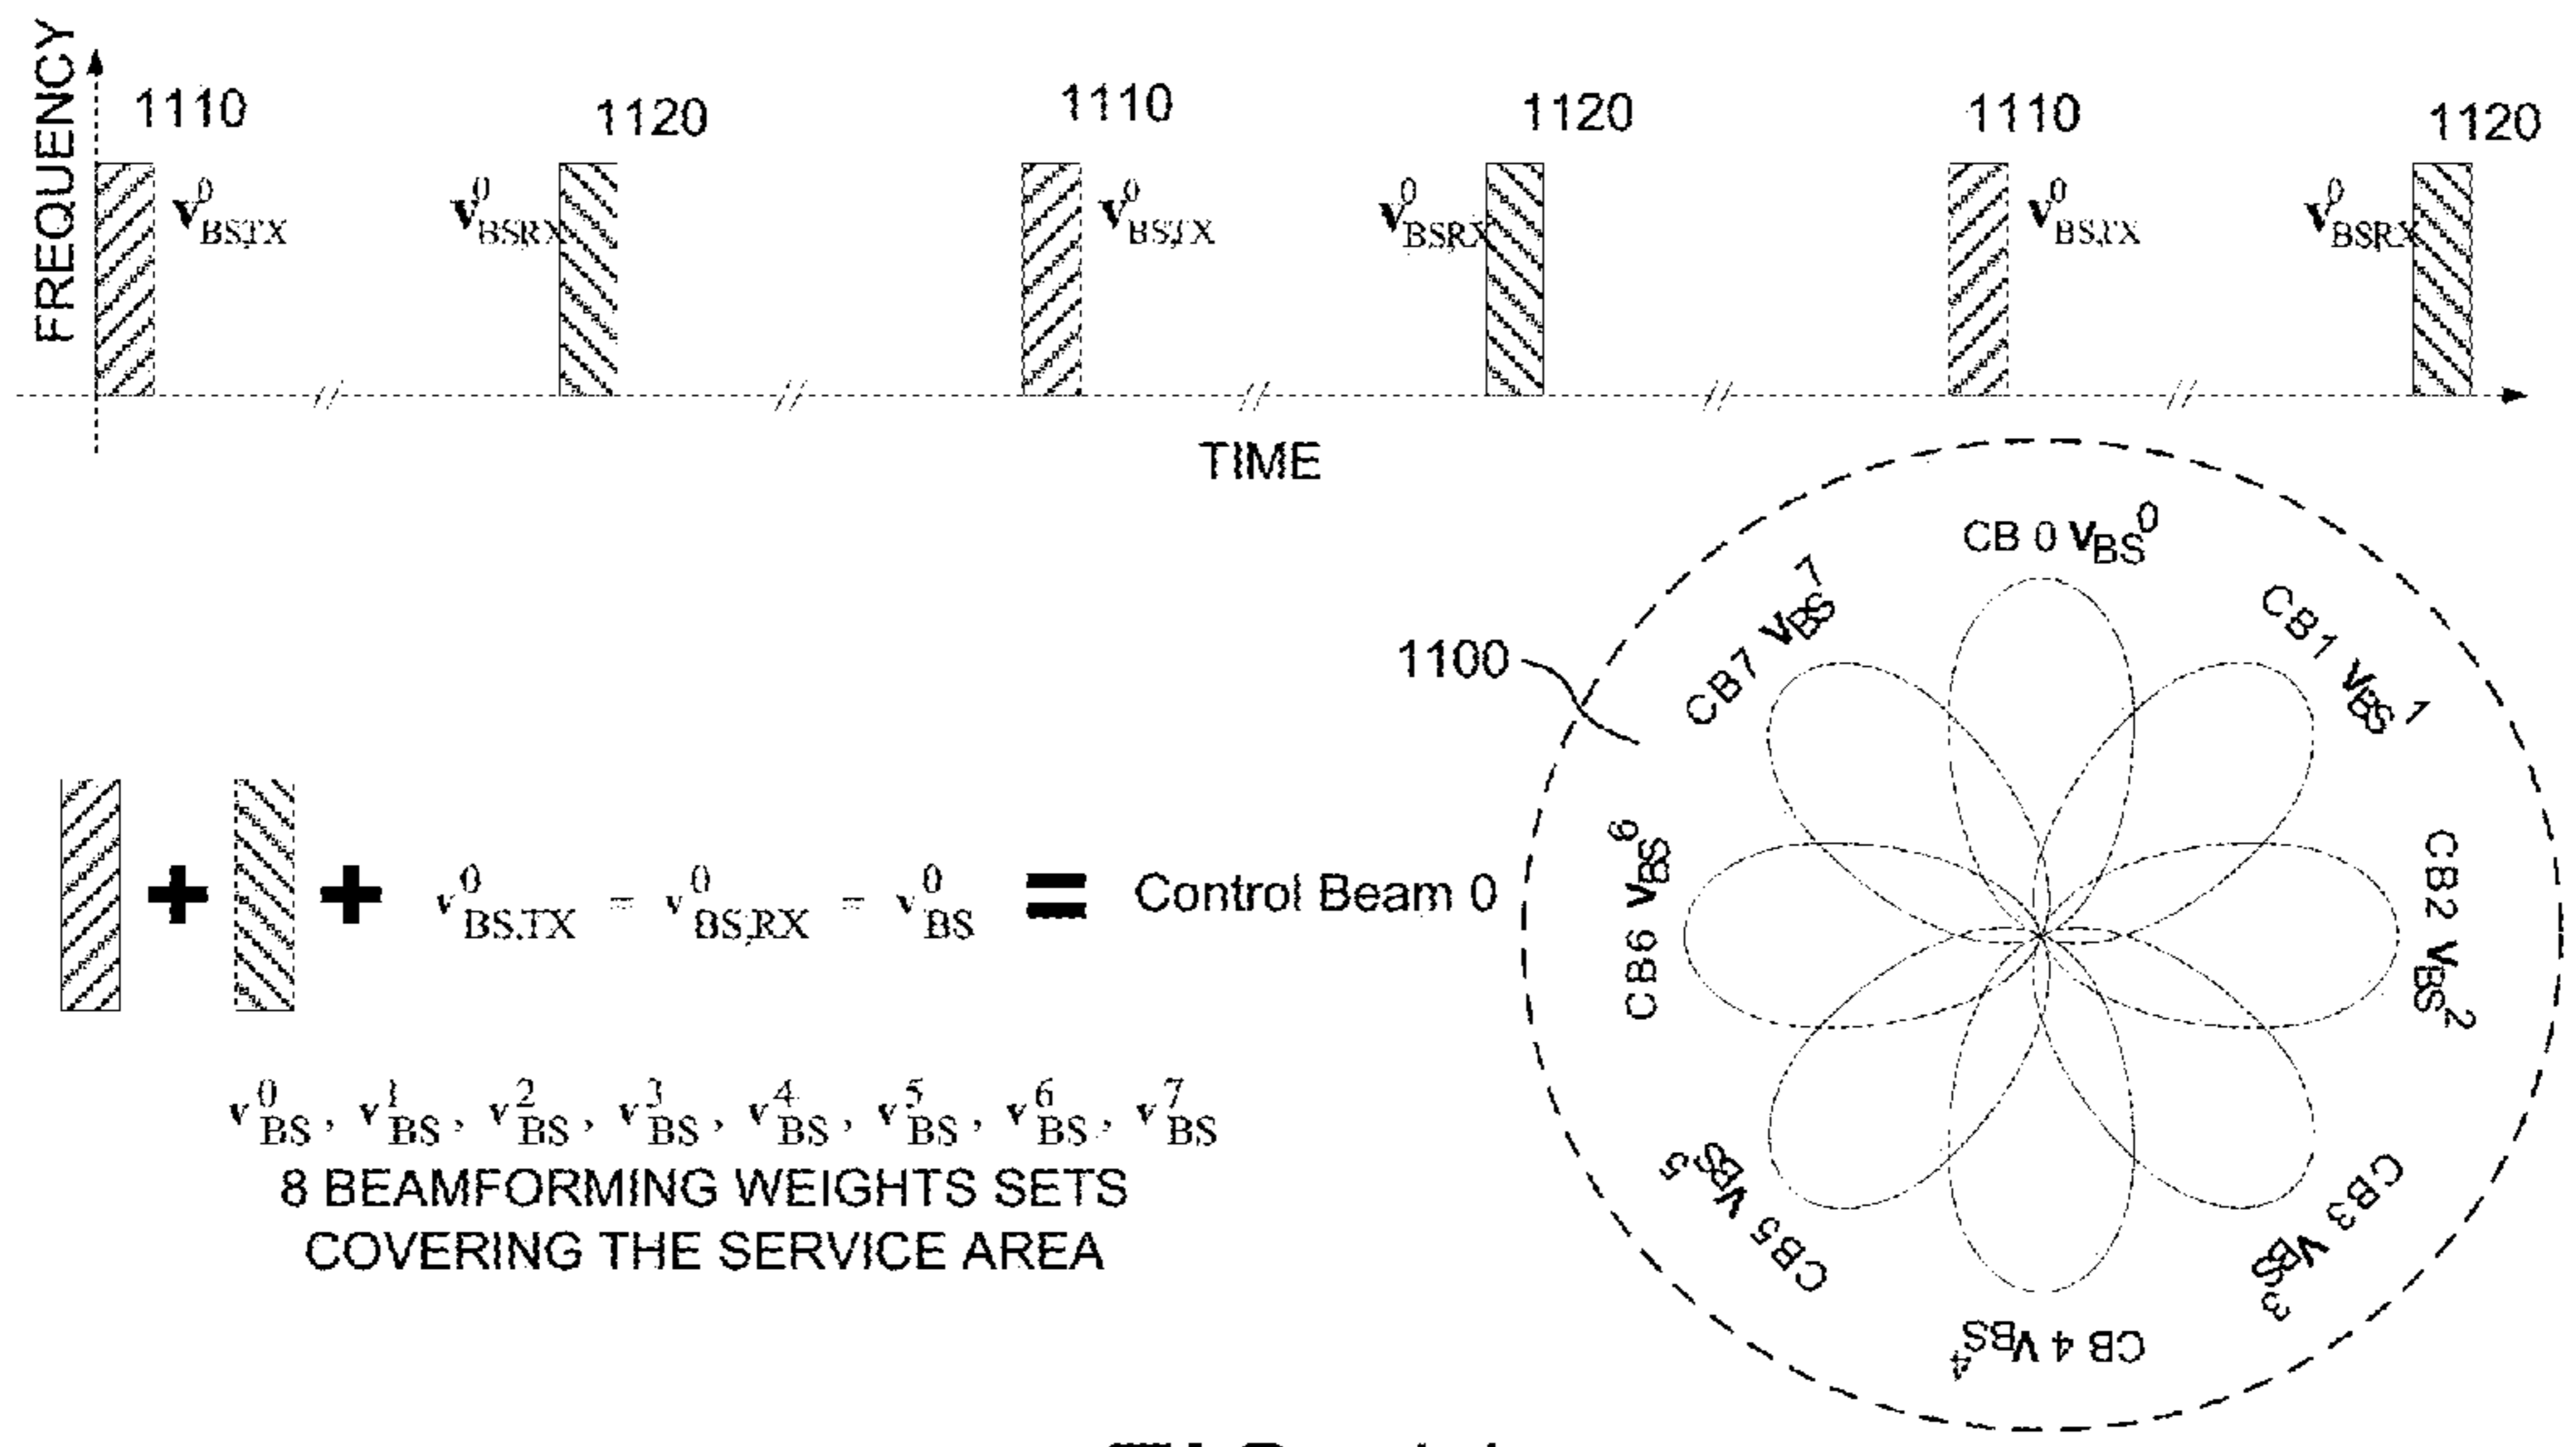 FREQUENCY
1110 1120 1110 1120 1110 1120
v⁰BS,TX v⁰BS,RX v⁰BS,TX v⁰BS,RX v⁰BS,TX v⁰BS,RX
TIME
1100
CB 0 VBS⁰
CB1 VBS¹
CB2 VBS²
CB3 VBS³
CB 4 VBS⁴
CB5 VBS⁵
CB6 VBS⁶
CB7 VBS⁷
+ + v⁰BS,TX = v⁰BS,RX = v⁰BS = Control Beam 0
v⁰BS, v¹BS, v²BS, v³BS, v⁴BS, v⁵BS, v⁶BS, v⁷BS
8 BEAMFORMING WEIGHTS SETS
COVERING THE SERVICE AREA